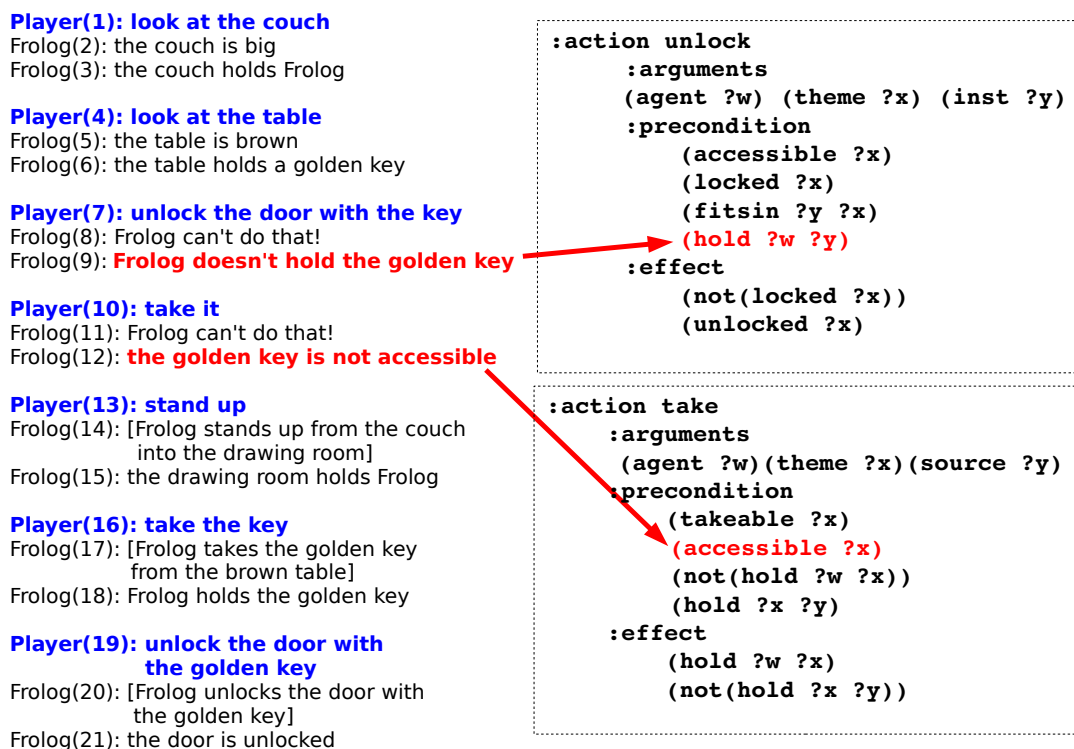 Player(1): look at the couch
Frolog(2): the couch is big
Frolog(3): the couch holds Frolog
Player(4): look at the table
Frolog(5): the table is brown
Frolog(6): the table holds a golden key
Player(7): unlock the door with the key
Frolog(8): Frolog can't do that!
Frolog(9): Frolog doesn't hold the golden key
Player(10): take it
Frolog(11): Frolog can't do that!
Frolog(12): the golden key is not accessible
Player(13): stand up
Frolog(14): [Frolog stands up from the couch
into the drawing room]
Frolog(15): the drawing room holds Frolog
Player(16): take the key
Frolog(17): [Frolog takes the golden key
from the brown table]
Frolog(18): Frolog holds the golden key
Player(19): unlock the door with
the golden key
Frolog(20): [Frolog unlocks the door with
the golden key]
Frolog(21): the door is unlocked
:action unlock
:arguments
(agent ?w) (theme ?x) (inst ?y)
:precondition
(accessible ?x)
(locked ?x)
(fitsin ?y ?x)
(hold ?w ?y)
:effect
(not(locked ?x))
(unlocked ?x)
:action take
:arguments
(agent ?w)(theme ?x)(source ?y)
:precondition
(takeable ?x)
(accessible ?x)
(not(hold ?w ?x))
(hold ?x ?y)
:effect
(hold ?w ?x)
(not(hold ?x ?y))